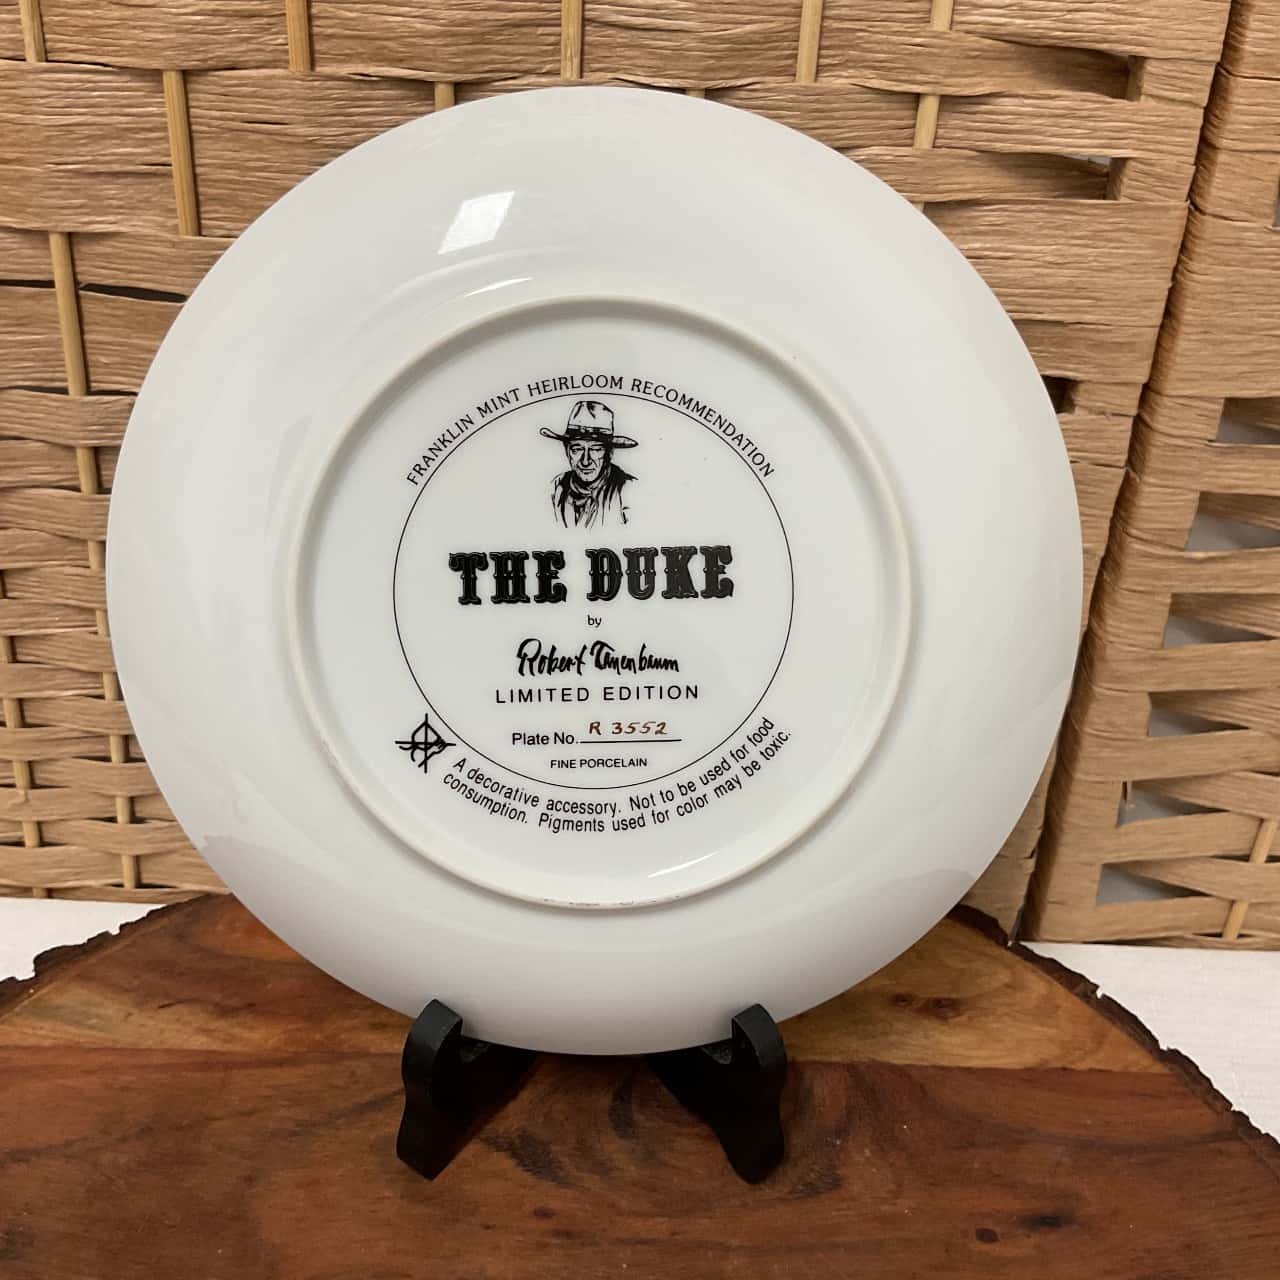 FRANKLIN MINT HEIRLOOM RECOMMENDATION
THE DUKE
by
Robert Tanenbaum
LIMITED EDITION
Plate No. R 3552
FINE PORCELAIN
A decorative accessory. Not to be used for food
consumption. Pigments used for color may be toxic.